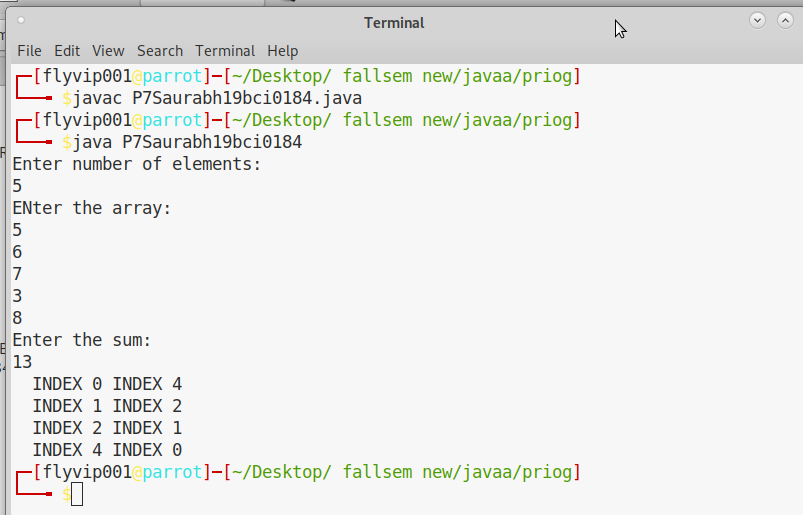 Terminal
File Edit View Search Terminal Help
[flyvip001@parrot]-[~/Desktop/ fallsem new/javaa/priog]
$javac P7Saurabh19bci0184.java
[flyvip001@parrot]-[~/Desktop/ fallsem new/javaa/priog]
$java P7Saurabh19bci0184
Enter number of elements:
5
ENter the array:
5
6
7
3
8
Enter the sum:
13
INDEX 0 INDEX 4
INDEX 1 INDEX 2
INDEX 2 INDEX 1
INDEX 4 INDEX 0
[flyvip001@parrot]-[~/Desktop/ fallsem new/javaa/priog]
$